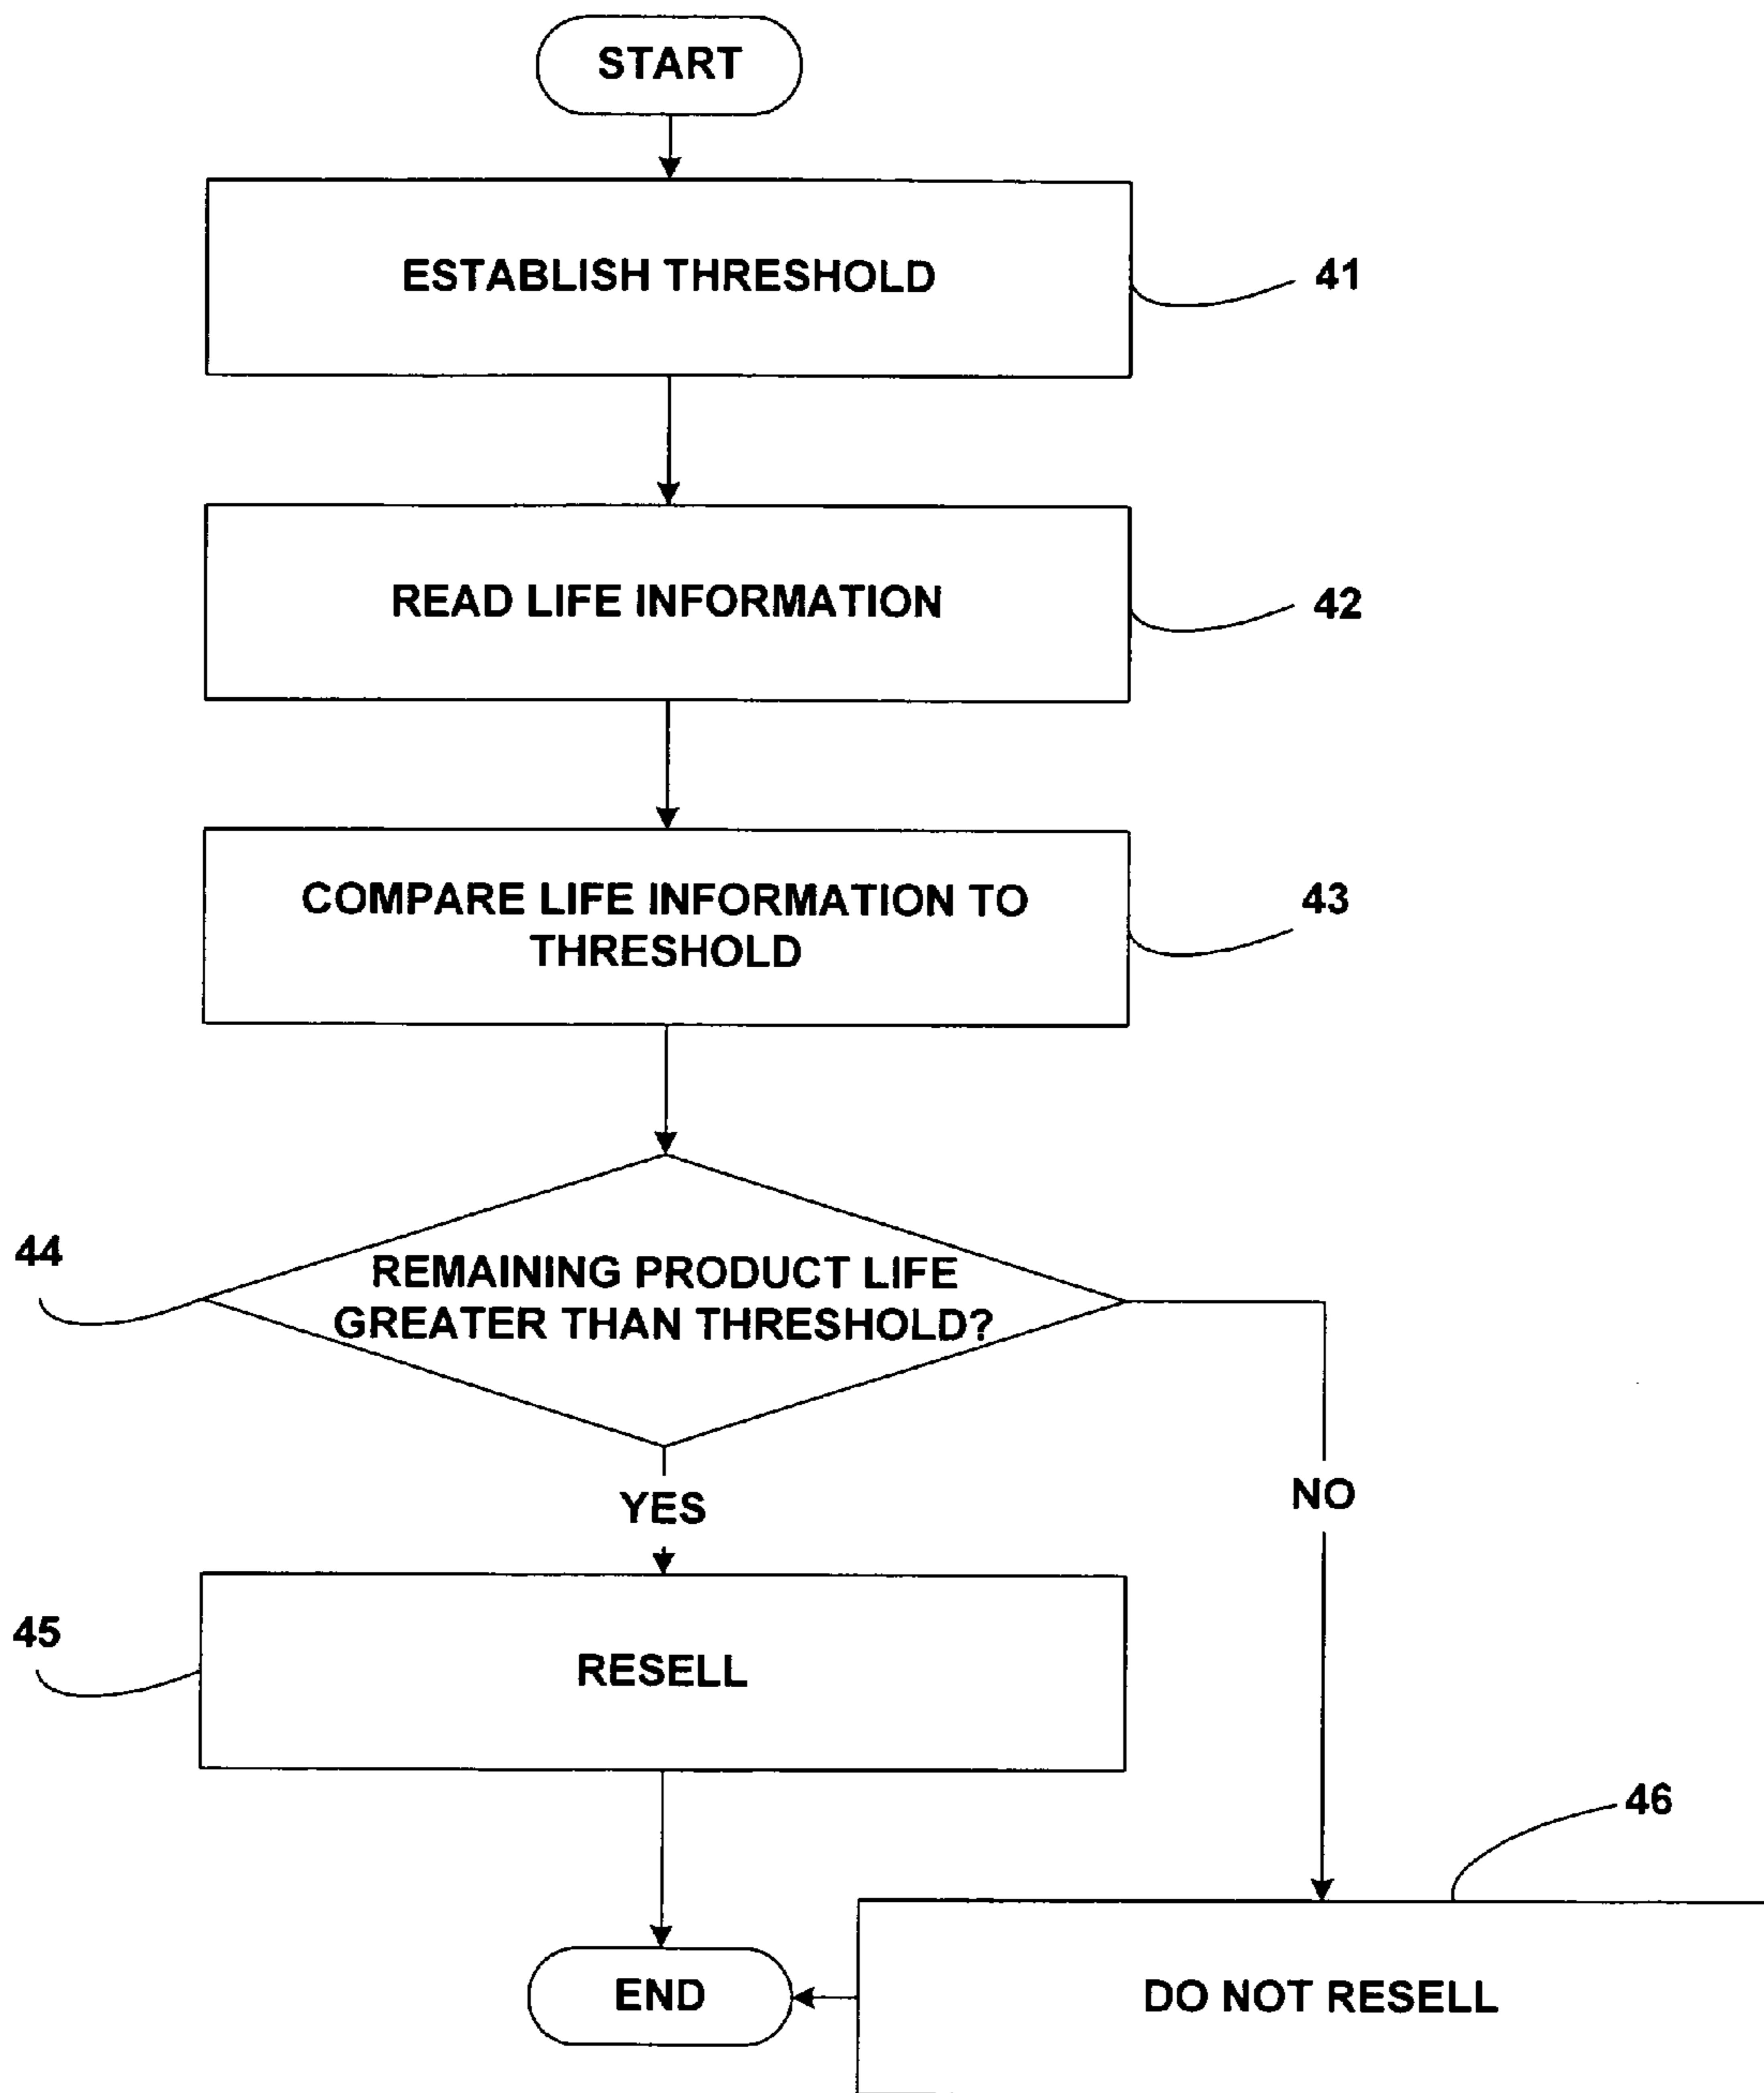 START
ESTABLISH THRESHOLD
41
READ LIFE INFORMATION
42
COMPARE LIFE INFORMATION TO
THRESHOLD
43
44
REMAINING PRODUCT LIFE
GREATER THAN THRESHOLD?
YES
NO
45
RESELL
46
END
DO NOT RESELL